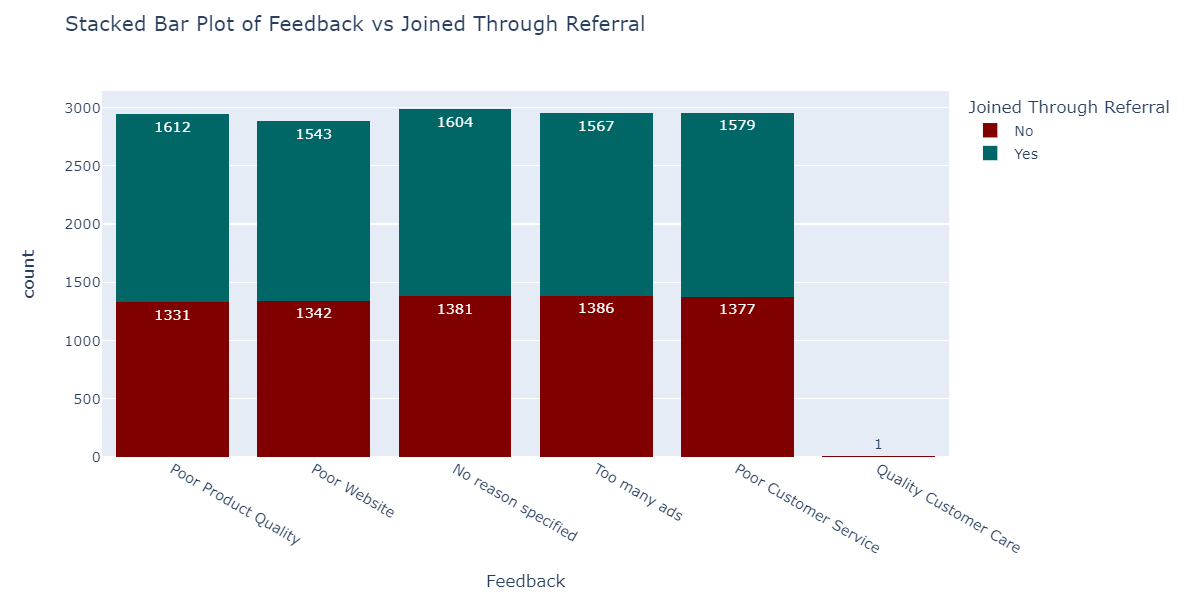 Stacked Bar Plot of Feedback vs Joined Through Referral
Joined Through Referral
No
Yes
count
3000
2500
2000
1500
1000
500
0
1612
1543
1604
1567
1579
1331
1342
1381
1386
1377
1
Poor Product Quality
Poor Website
No reason specified
Too many ads
Poor Customer Service
Quality Customer Care
Feedback